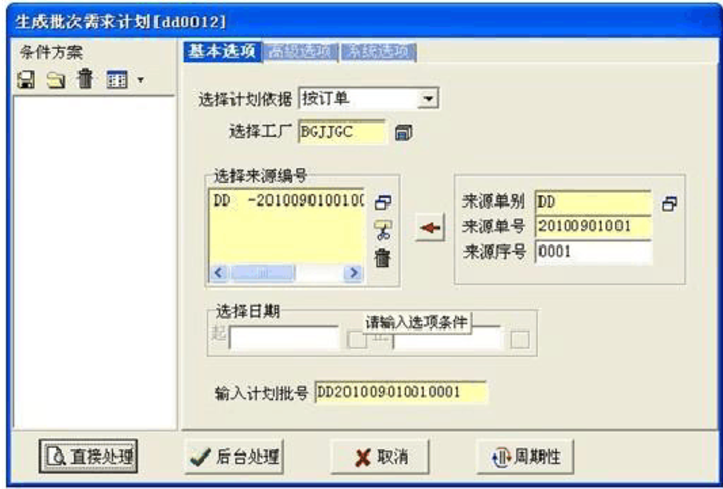 生成批次需求计划[dd0012]
条件方案
基本选项 高级选项 系统选项
选择计划依据 按订单
选择工厂 BGJJGC
选择来源编号
DD -2010090100100
来源单别 DD
来源单号 20100901001
来源序号 0001
选择日期
起
请输入选项条件
输入计划批号 DD201009010010001
直接处理 后台处理 取消 周期性